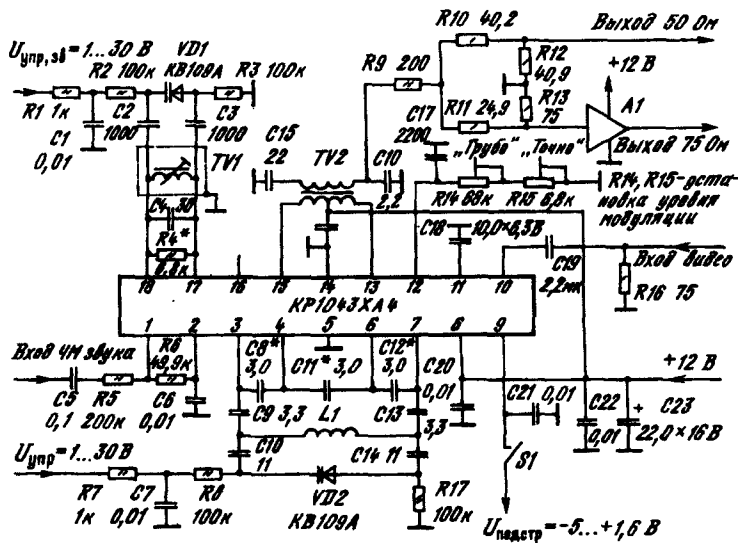 R10 40,2
Выход 50 Ом
Uупр,зв=1...30 В
VD1
КВ109А
R2 100к
R3 100к
R9 200
R12 40,9
+12 В
R1 1к
C2 1000
C3 1000
C1 0,01
C17 2200
R11 24,9
R13 75
A1
C15 22
TV1
TV2
C10
2,2
„Грубо"
„Точно"
Выход 75 Ом
R14 68к
R15 6,8к
R14, R15-уста-
новка уровня
модуляции
C4 30
R4*
6,8к
C18
10,0×6,3В
C19
2,2мк
Вход видео
R16 75
18 17 16 15 14 13 12 11 10
КР1043ХА4
1 2 3 4 5 6 7 8 9
Вход ЧМ звука
R6
49,9к
C8*
3,0
C11* 3,0
C12*
3,0
C20
0,01
+12 В
C5
0,1
R5
200к
C6
0,01
C9 3,3
L1
C13
3,3
C21 0,01
C22
0,01
C23
22,0×16В
Uупр=1...30В
C10
11
C14 11
S1
R7
1к
C7
0,01
R8
100к
VD2
КВ109А
R17
100к
Uподстр=-5...+1,6 В